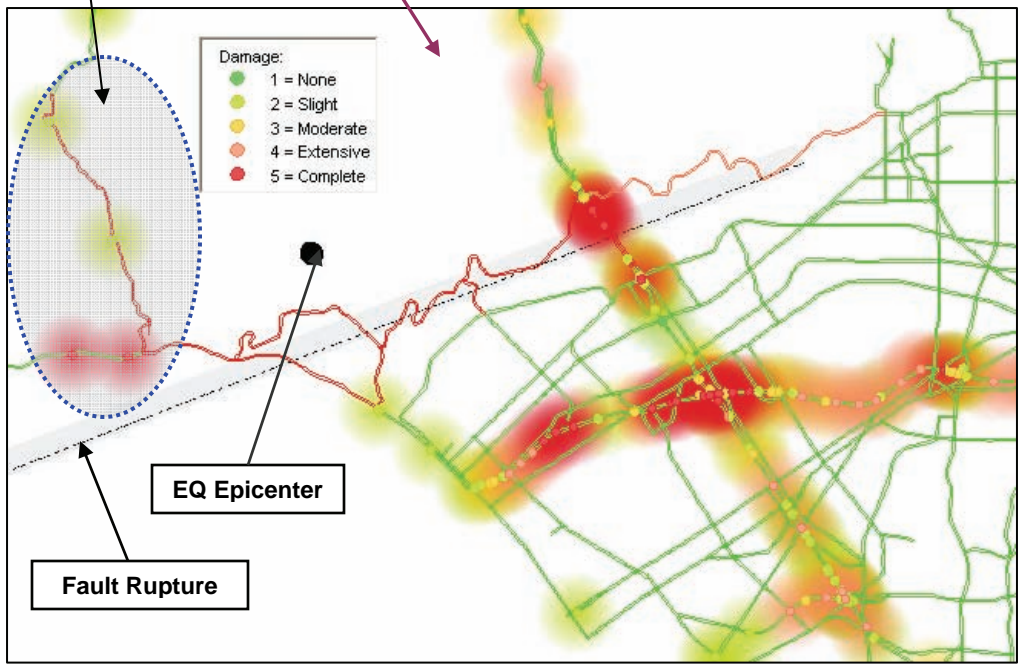 Damage:
1 = None
2 = Slight
3 = Moderate
4 = Extensive
5 = Complete
EQ Epicenter
Fault Rupture